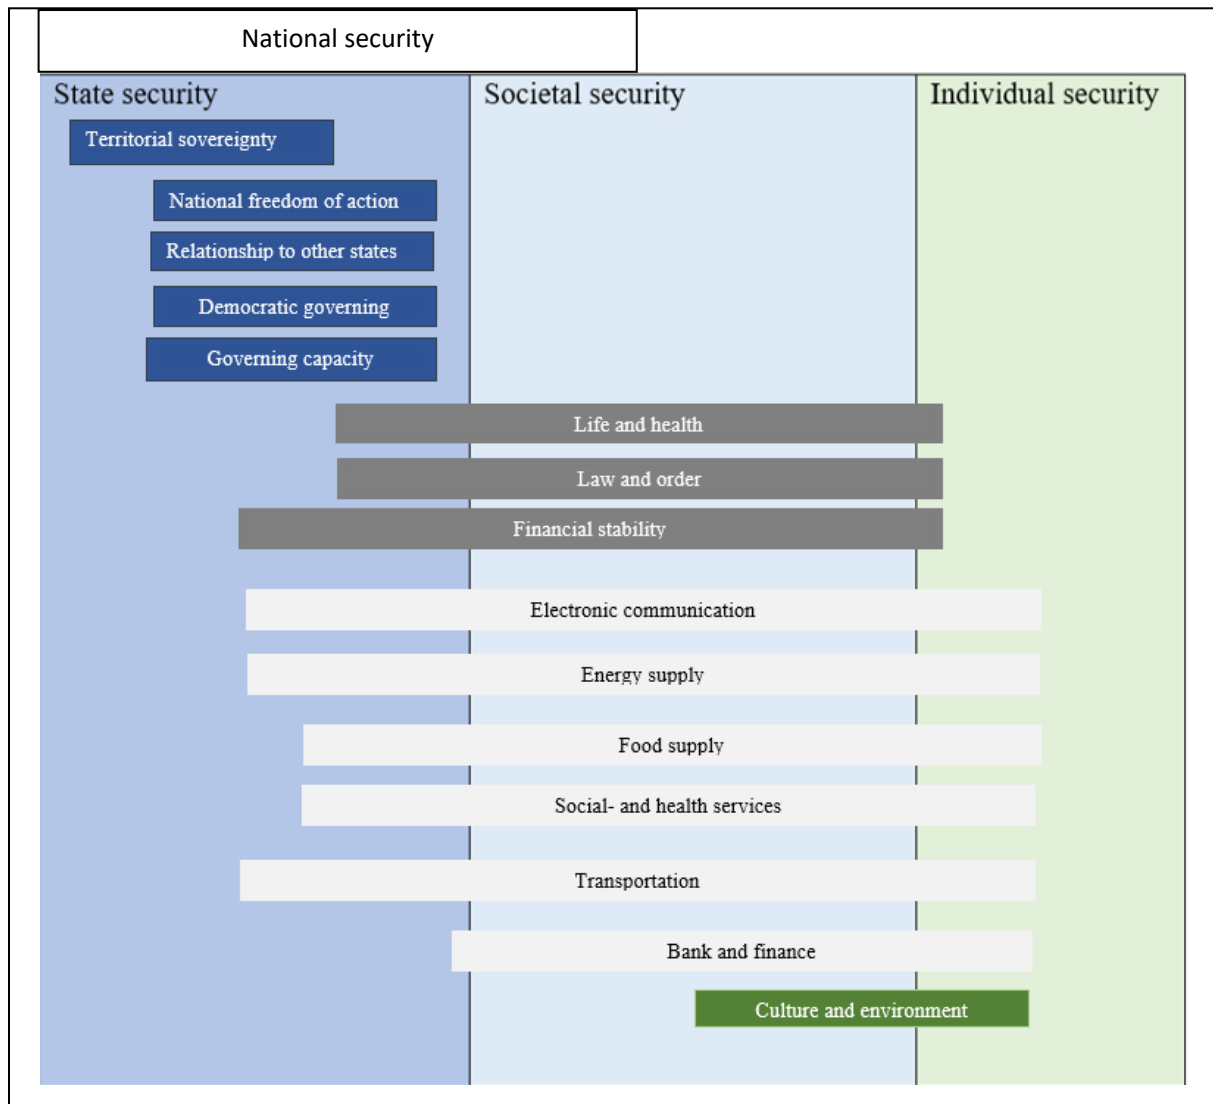 National security
State security
Societal security
Individual security
Territorial sovereignty
National freedom of action
Relationship to other states
Democratic governing
Governing capacity
Life and health
Law and order
Financial stability
Electronic communication
Energy supply
Food supply
Social- and health services
Transportation
Bank and finance
Culture and environment